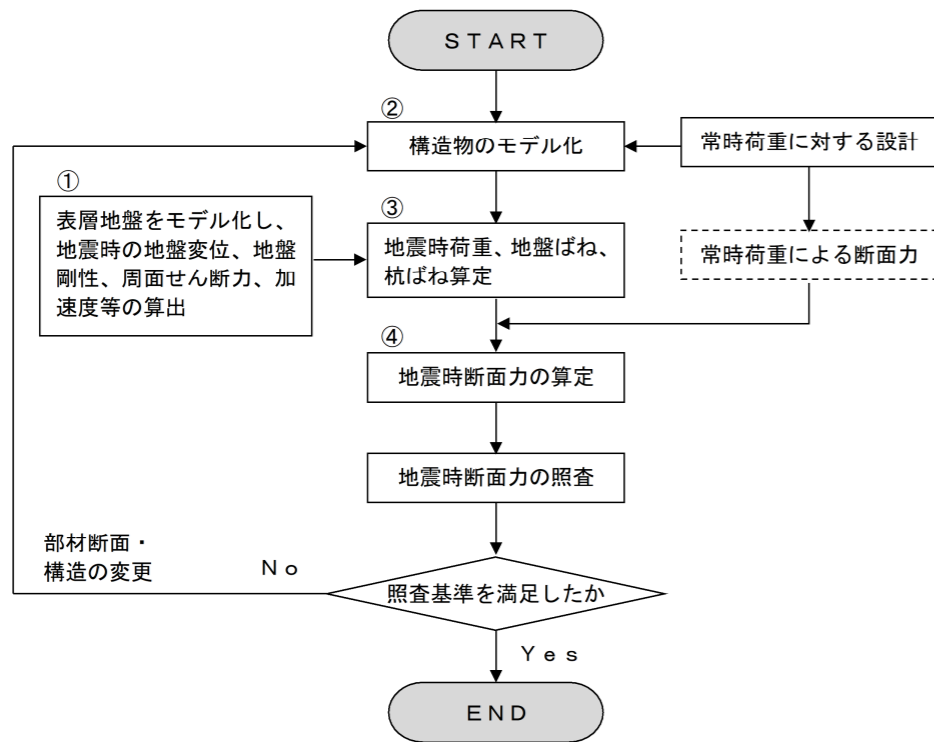 ＳＴＡＲＴ
②
構造物のモデル化
常時荷重に対する設計
①
表層地盤をモデル化し、
地震時の地盤変位、地盤
剛性、周面せん断力、加
速度等の算出
③
地震時荷重、地盤ばね、
杭ばね算定
常時荷重による断面力
④
地震時断面力の算定
地震時断面力の照査
部材断面・
構造の変更
Ｎｏ
照査基準を満足したか
Ｙｅｓ
ＥＮＤ